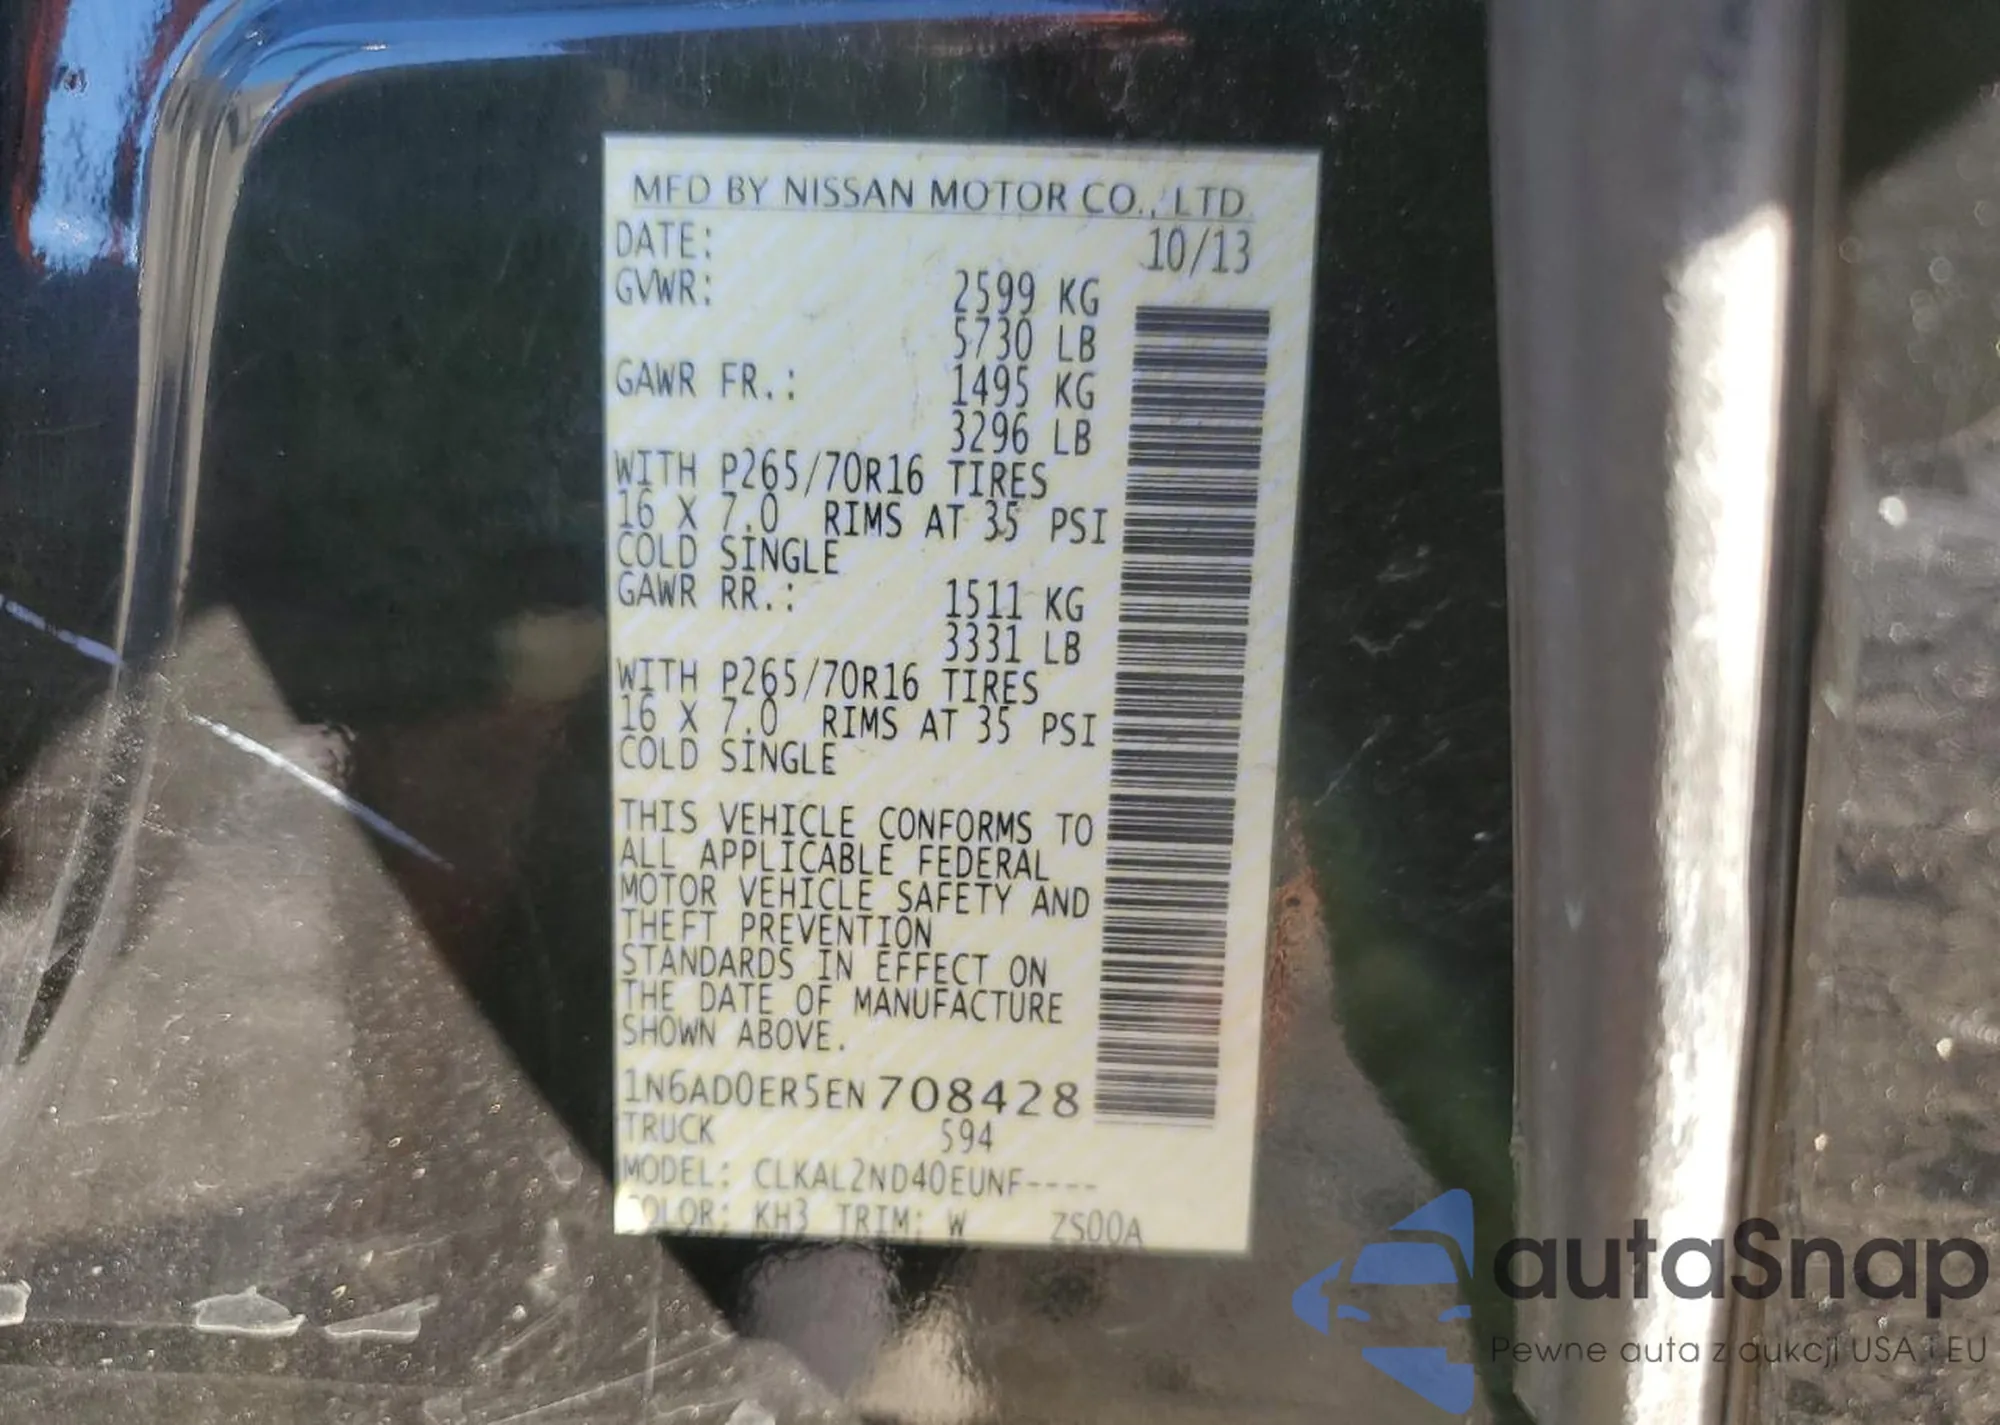 MFD BY NISSAN MOTOR CO., LTD.
DATE: 10/13
GVWR: 2599 KG
5730 LB
GAWR FR.: 1495 KG
3296 LB
WITH P265/70R16 TIRES
16 X 7.0 RIMS AT 35 PSI
COLD SINGLE
GAWR RR.: 1511 KG
3331 LB
WITH P265/70R16 TIRES
16 X 7.0 RIMS AT 35 PSI
COLD SINGLE
THIS VEHICLE CONFORMS TO
ALL APPLICABLE FEDERAL
MOTOR VEHICLE SAFETY AND
THEFT PREVENTION
STANDARDS IN EFFECT ON
THE DATE OF MANUFACTURE
SHOWN ABOVE.
1N6AD0ER5EN708428
TRUCK 594
MODEL: CLKAL2ND40EUNF----
COLOR: KH3 TRIM: W ZS00A
autaSnap
Pewne auta z aukcji USA i EU